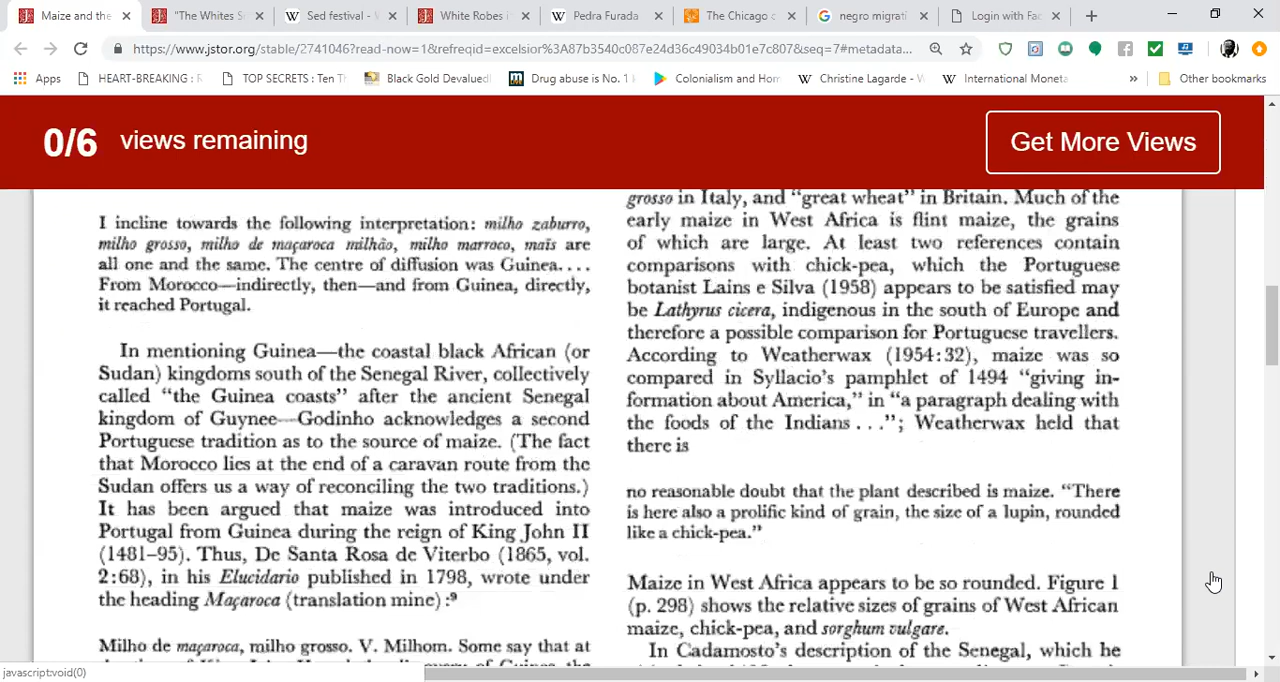 Maize and the
"The Whites Si
Sed festival -
White Robes i
Pedra Furada
The Chicago
negro migrati
Login with Fac
https://www.jstor.org/stable/2741046?read-now=1&refreqid=excelsior%3A87b3540c087e24d36c49034b01e7c807&seq=7#metadata...
Apps
HEART-BREAKING : R
TOP SECRETS : Ten Th
Black Gold Devalued
Drug abuse is No. 1
Colonialism and Hom
Christine Lagarde -
International Moneta
»
Other bookmarks
0/6 views remaining
Get More Views
I incline towards the following interpretation: milho zaburro,
milho grosso, milho de maçaroca milhão, milho marroco, maïs are
all one and the same. The centre of diffusion was Guinea....
From Morocco—indirectly, then—and from Guinea, directly,
it reached Portugal.
In mentioning Guinea—the coastal black African (or
Sudan) kingdoms south of the Senegal River, collectively
called "the Guinea coasts" after the ancient Senegal
kingdom of Guynee—Godinho acknowledges a second
Portuguese tradition as to the source of maize. (The fact
that Morocco lies at the end of a caravan route from the
Sudan offers us a way of reconciling the two traditions.)
It has been argued that maize was introduced into
Portugal from Guinea during the reign of King John II
(1481–95). Thus, De Santa Rosa de Viterbo (1865, vol.
2:68), in his Elucidario published in 1798, wrote under
the heading Maçaroca (translation mine) :⁹
Milho de maçaroca, milho grosso. V. Milhom. Some say that at
grosso in Italy, and "great wheat" in Britain. Much of the
early maize in West Africa is flint maize, the grains
of which are large. At least two references contain
comparisons with chick-pea, which the Portuguese
botanist Lains e Silva (1958) appears to be satisfied may
be Lathyrus cicera, indigenous in the south of Europe and
therefore a possible comparison for Portuguese travellers.
According to Weatherwax (1954:32), maize was so
compared in Syllacio's pamphlet of 1494 "giving in-
formation about America," in "a paragraph dealing with
the foods of the Indians ..."; Weatherwax held that
there is
no reasonable doubt that the plant described is maize. "There
is here also a prolific kind of grain, the size of a lupin, rounded
like a chick-pea."
Maize in West Africa appears to be so rounded. Figure 1
(p. 298) shows the relative sizes of grains of West African
maize, chick-pea, and sorghum vulgare.
In Cadamosto's description of the Senegal, which he
javascript:void(0)